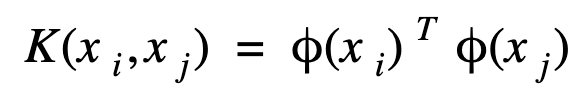 K(x_i, x_j) = ϕ(x_i)^T ϕ(x_j)